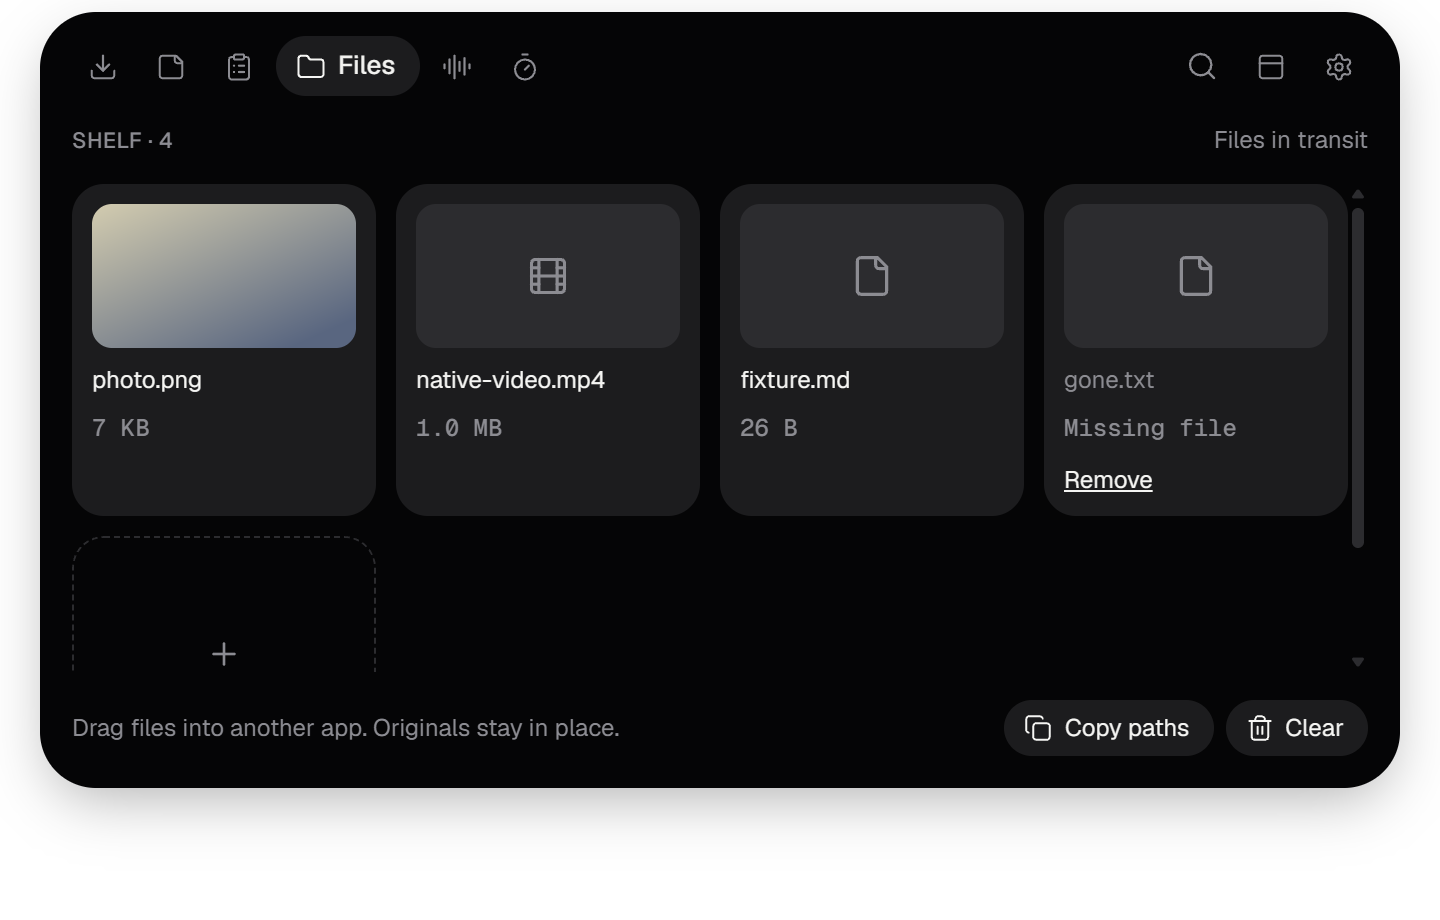 Files
SHELF · 4
Files in transit
photo.png
7 KB
native-video.mp4
1.0 MB
fixture.md
26 B
gone.txt
Missing file
Remove
Drag files into another app. Originals stay in place.
Copy paths
Clear